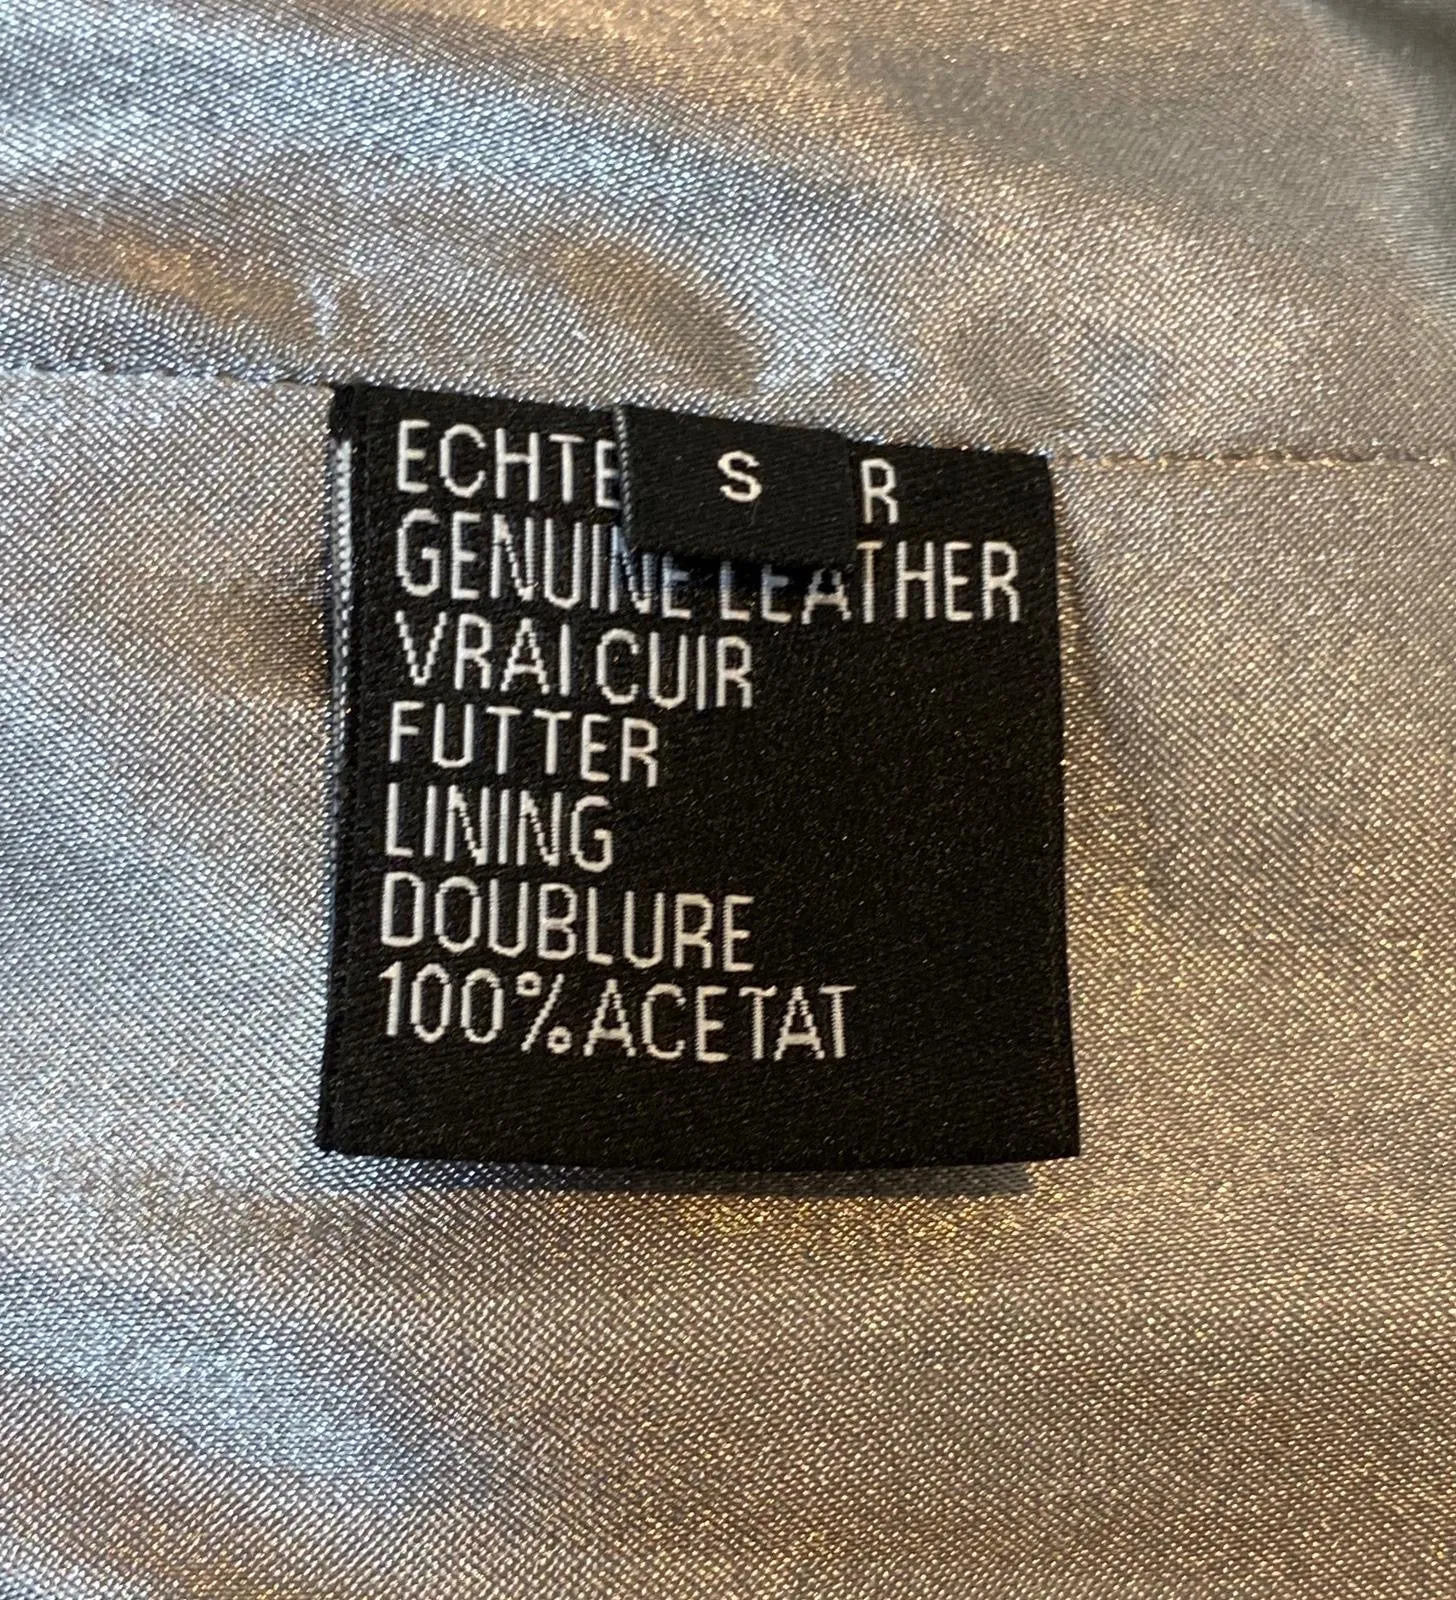 S
ECHTE R
GENUINE LEATHER
VRAI CUIR
FUTTER
LINING
DOUBLURE
100% ACETAT